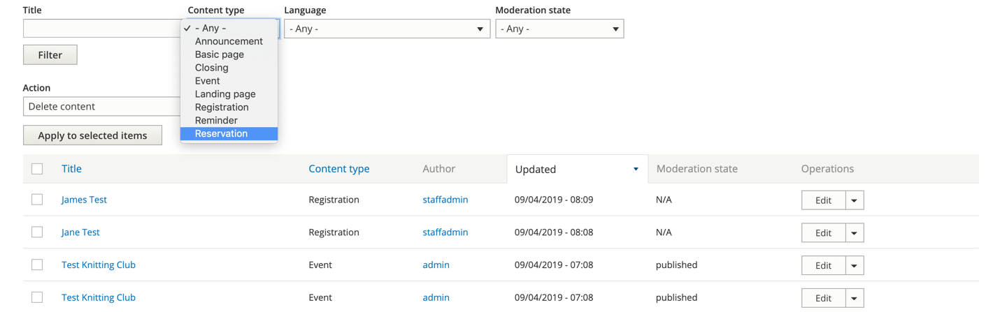 Title Content type Language Moderation state
- Any - - Any - - Any -
Announcement
Basic page
Filter
Closing
Event
Action
Landing page
Delete content Registration
Reminder
Apply to selected items Reservation
Title Content type Author Updated Moderation state Operations
James Test Registration staffadmin 09/04/2019 - 08:09 N/A Edit
Jane Test Registration staffadmin 09/04/2019 - 08:08 N/A Edit
Test Knitting Club Event admin 09/04/2019 - 07:08 published Edit
Test Knitting Club Event admin 09/04/2019 - 07:08 published Edit